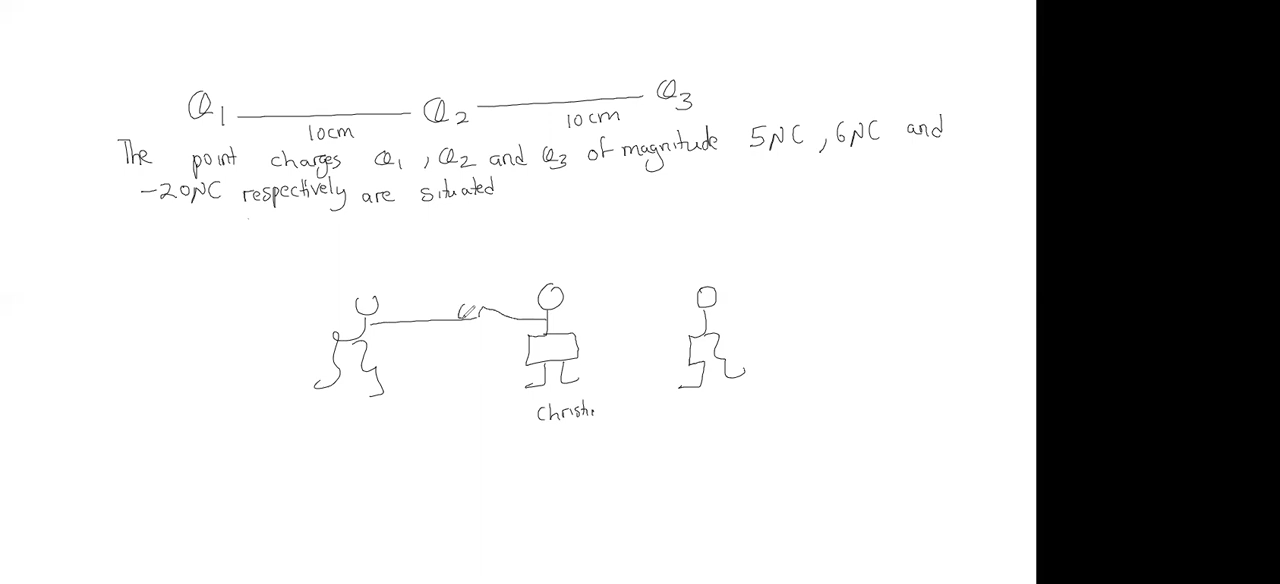 Q1 Q2 Q3
10cm 10cm
The point charges Q1, Q2 and Q3 of magnitude 5NC, 6NC and
-20NC respectively are situated